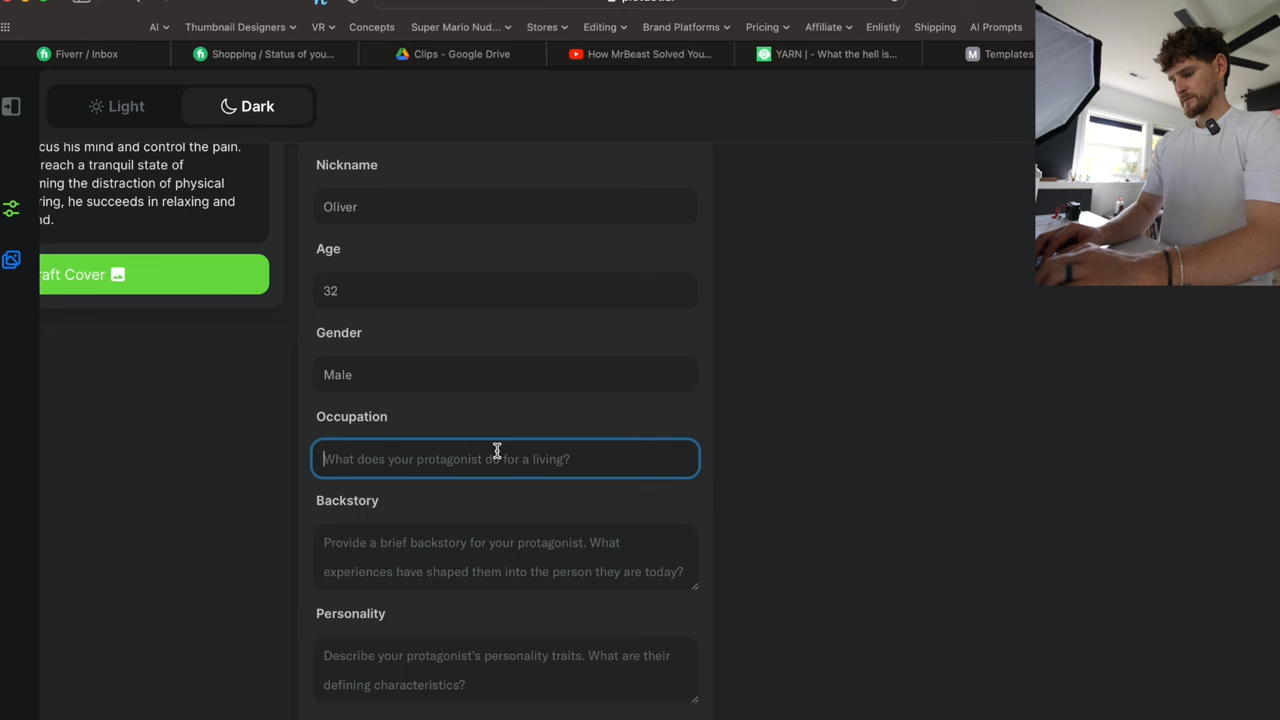 AI
Thumbnail Designers
VR
Concepts
Super Mario Nud...
Stores
Editing
Brand Platforms
Pricing
Affiliate
Enlistly
Shipping
AI Prompts
Fiverr / Inbox
Shopping / Status of you...
Clips - Google Drive
How MrBeast Solved You...
YARN | - What the hell is...
M Templates
Light
Dark
cus his mind and control the pain.
reach a tranquil state of
ming the distraction of physical
ring, he succeeds in relaxing and
nd.
raft Cover
Nickname
Oliver
Age
32
Gender
Male
Occupation
What does your protagonist do for a living?
Backstory
Provide a brief backstory for your protagonist. What
experiences have shaped them into the person they are today?
Personality
Describe your protagonist's personality traits. What are their
defining characteristics?